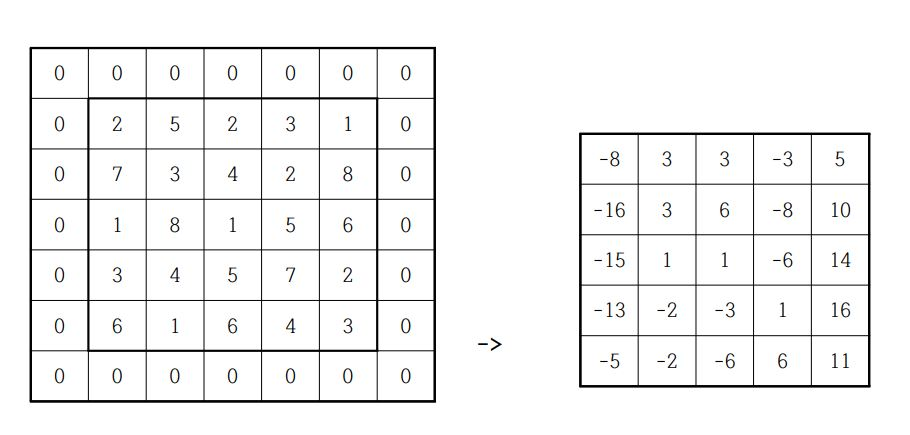 0 0 0 0 0 0 0
0 2 5 2 3 1 0
0 7 3 4 2 8 0
0 1 8 1 5 6 0
0 3 4 5 7 2 0
0 6 1 6 4 3 0
0 0 0 0 0 0 0
->
-8 3 3 -3 5
-16 3 6 -8 10
-15 1 1 -6 14
-13 -2 -3 1 16
-5 -2 -6 6 11